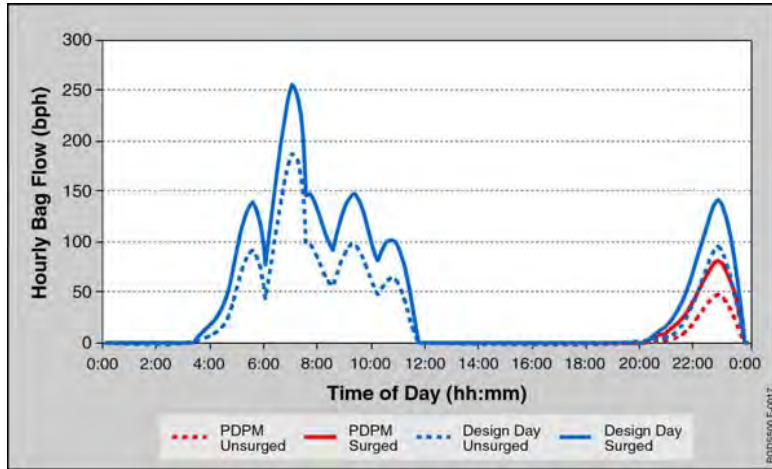 300
250
200
150
100
50
0
Hourly Bag Flow (bph)
0:00 2:00 4:00 6:00 8:00 10:00 12:00 14:00 16:00 18:00 20:00 22:00 0:00
Time of Day (hh:mm)
PDPM Unsurged
PDPM Surged
Design Day Unsurged
Design Day Surged